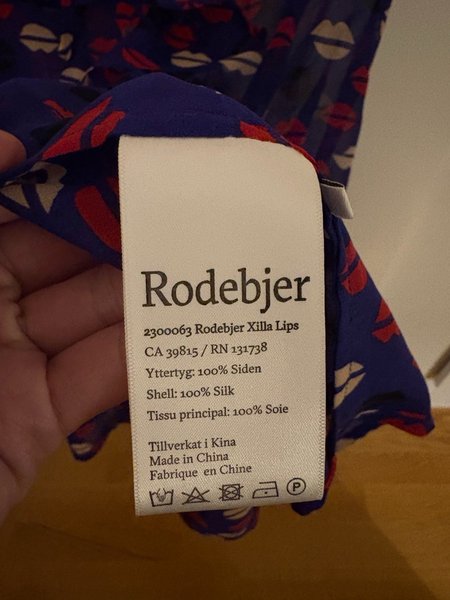 Rodebjer
2300063 Rodebjer Xilla Lips
CA 39815 / RN 131738
Yttertyg: 100% Siden
Shell: 100% Silk
Tissu principal: 100% Soie
Tillverkat i Kina
Made in China
Fabrique en Chine
P